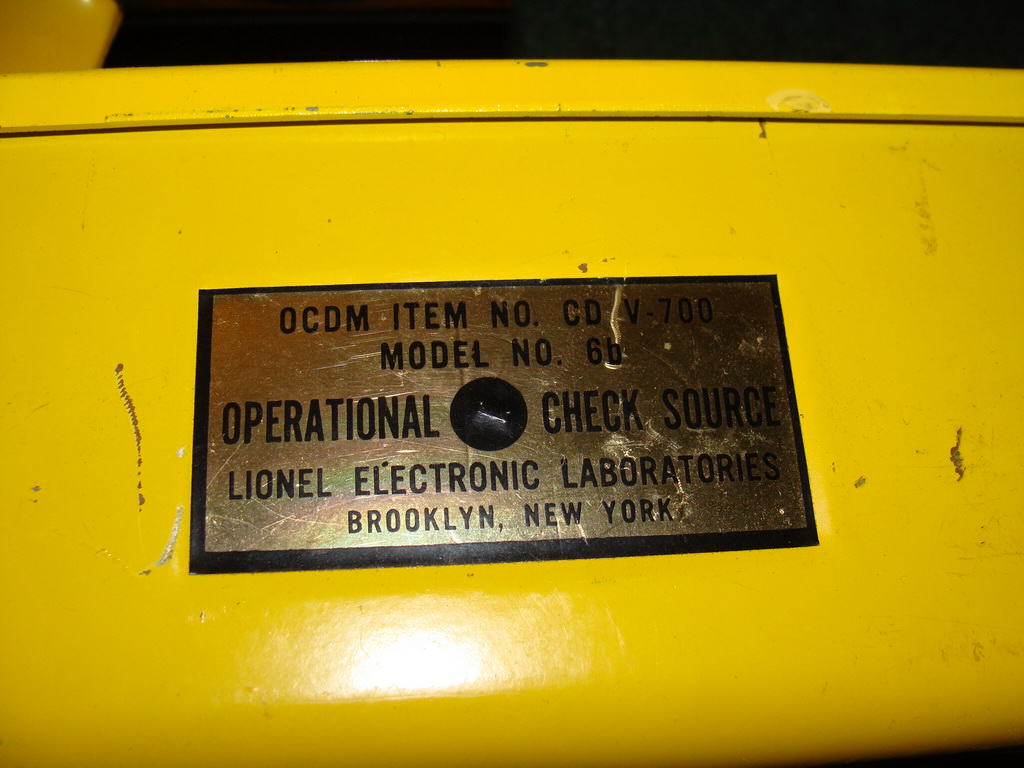 OCDM ITEM NO. CD V-700
MODEL NO. 6b
OPERATIONAL CHECK SOURCE
LIONEL ELECTRONIC LABORATORIES
BROOKLYN, NEW YORK